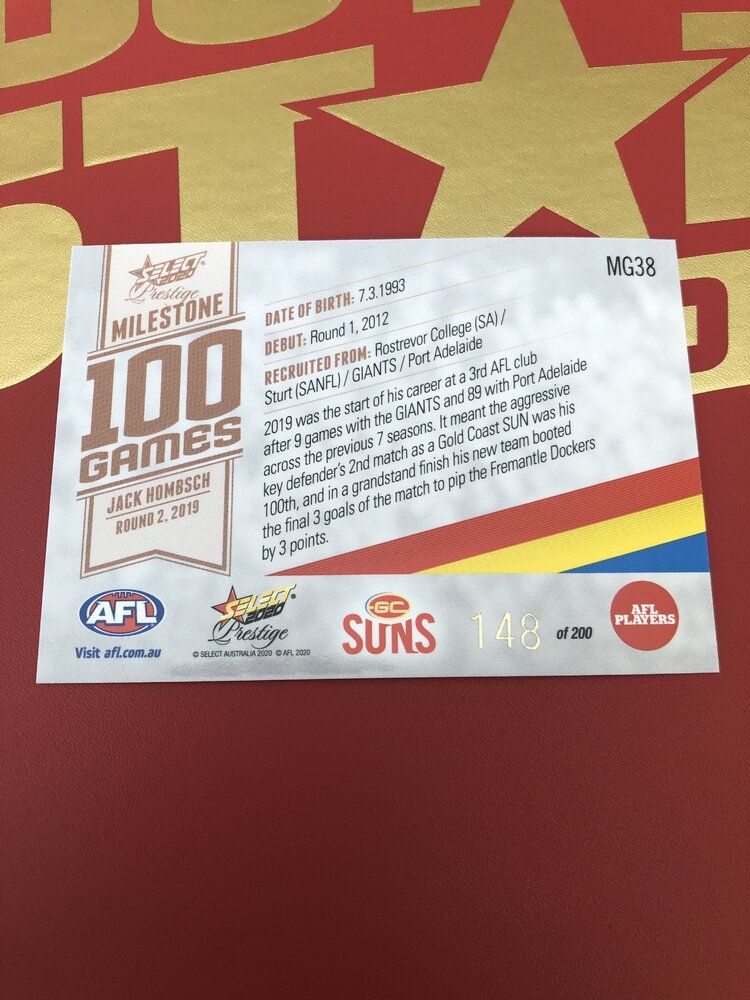 MG38
SELECT
2020
Prestige
MILESTONE
100
GAMES
JACK HOMBSCH
ROUND 2, 2019
DATE OF BIRTH: 7.3.1993
DEBUT: Round 1, 2012
RECRUITED FROM: Rostrevor College (SA) /
Sturt (SANFL) / GIANTS / Port Adelaide
2019 was the start of his career at a 3rd AFL club
after 9 games with the GIANTS and 89 with Port Adelaide
across the previous 7 seasons. It meant the aggressive
key defender's 2nd match as a Gold Coast SUN was his
100th, and in a grandstand finish his new team booted
the final 3 goals of the match to pip the Fremantle Dockers
by 3 points.
AFL
Visit afl.com.au
SELECT
2020
Prestige
© SELECT AUSTRALIA 2020 © AFL 2020
GC
SUNS
148 of 200
AFL
PLAYERS